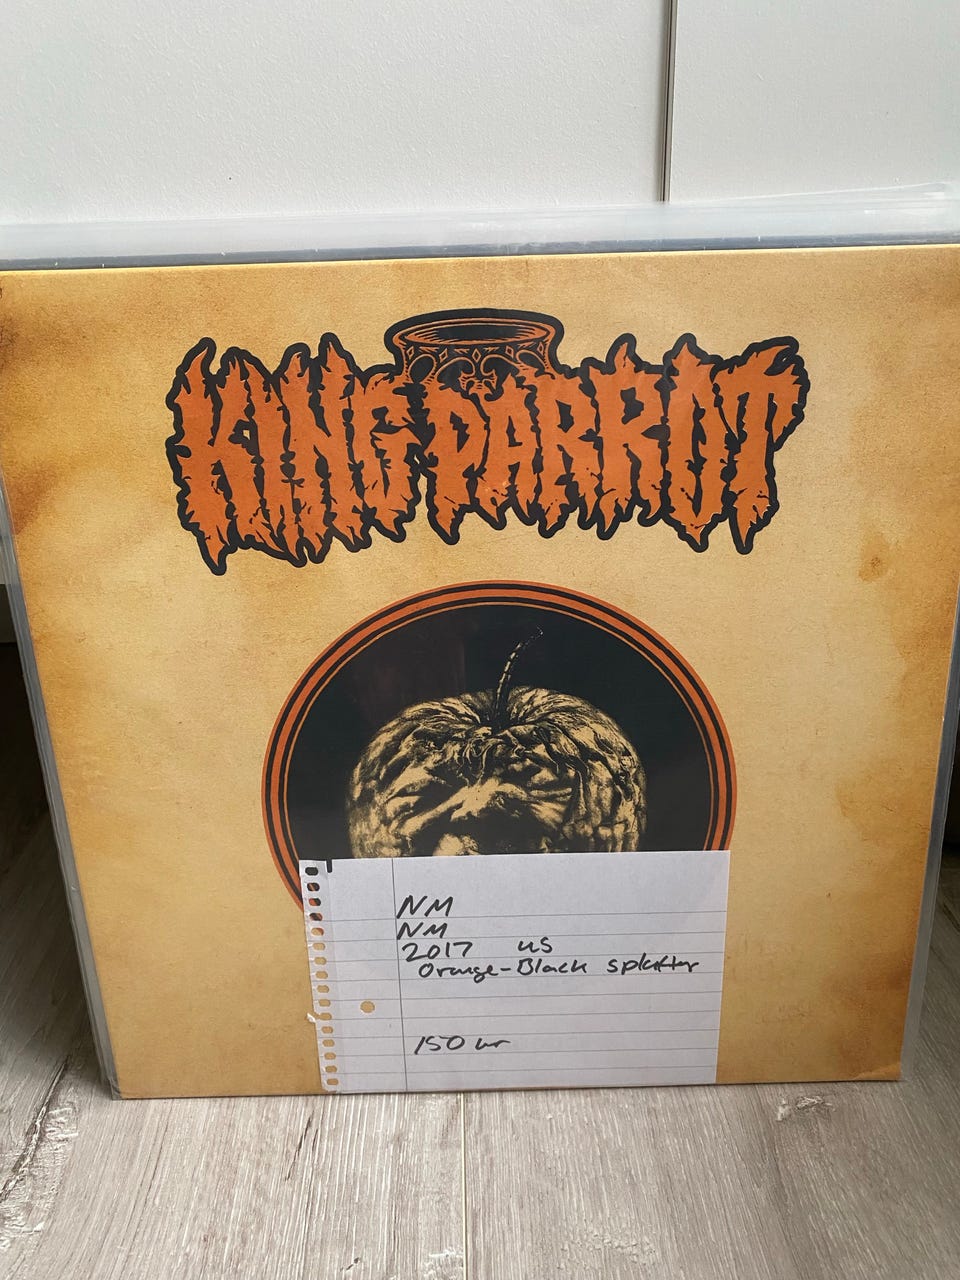 KING PARROT
NM
NM
2017 US
Orange-Black splatter
150 kr